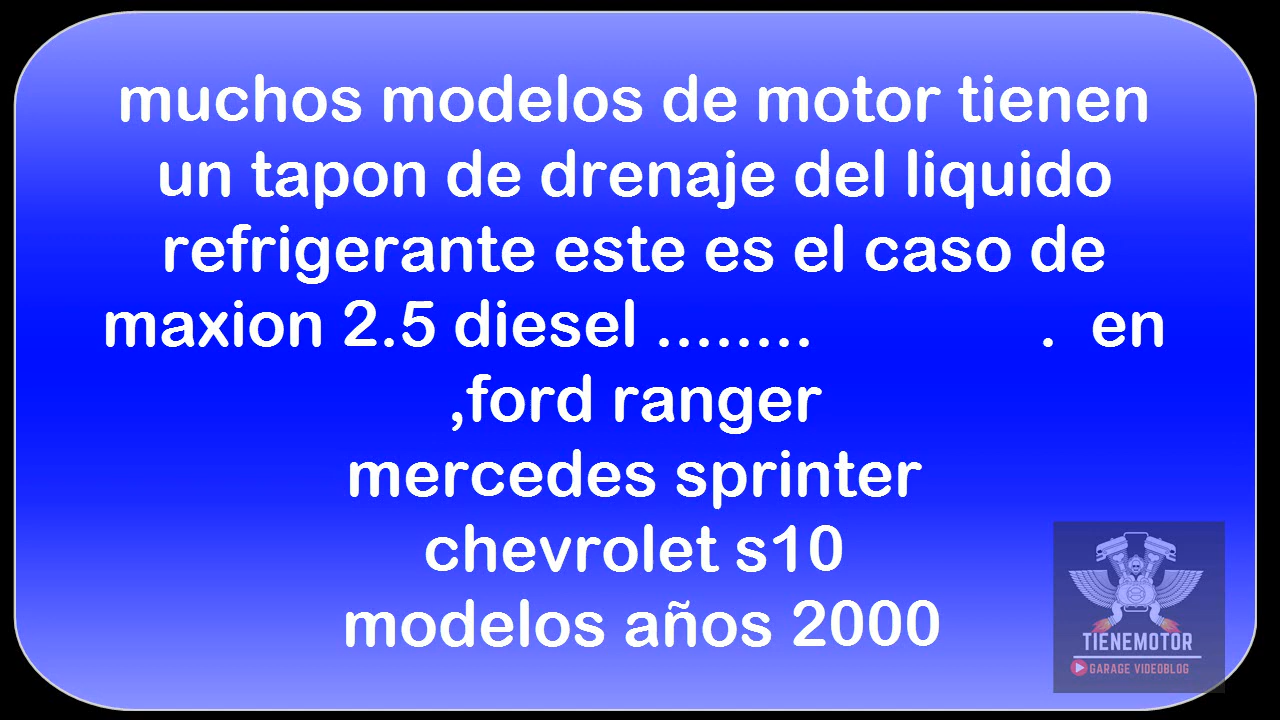 muchos modelos de motor tienen
un tapon de drenaje del liquido
refrigerante este es el caso de
maxion 2.5 diesel ........ . en
,ford ranger
mercedes sprinter
chevrolet s10
modelos años 2000
TIENEMOTOR
GARAGE VIDEOBLOG